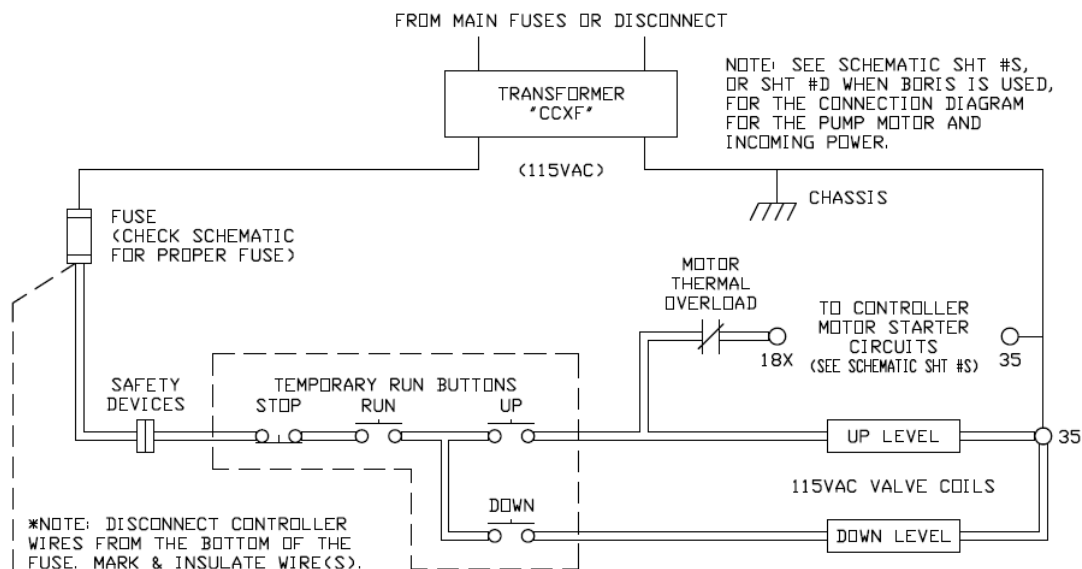 FROM MAIN FUSES OR DISCONNECT
TRANSFORMER
"CCXF"
NOTE: SEE SCHEMATIC SHT #S,
OR SHT #D WHEN BORIS IS USED,
FOR THE CONNECTION DIAGRAM
FOR THE PUMP MOTOR AND
INCOMING POWER.
(115VAC)
CHASSIS
FUSE
(CHECK SCHEMATIC
FOR PROPER FUSE)
MOTOR
THERMAL
OVERLOAD
TO CONTROLLER
MOTOR STARTER
CIRCUITS
(SEE SCHEMATIC SHT #S)
18X
35
SAFETY
DEVICES
TEMPORARY RUN BUTTONS
STOP
RUN
UP
UP LEVEL
35
115VAC VALVE COILS
DOWN
DOWN LEVEL
*NOTE: DISCONNECT CONTROLLER
WIRES FROM THE BOTTOM OF THE
FUSE. MARK & INSULATE WIRE(S).